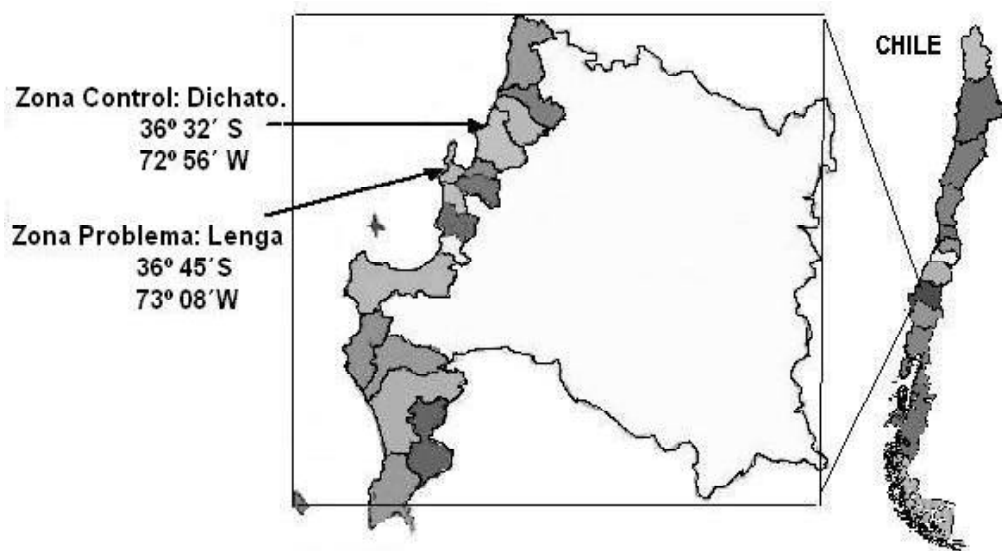 CHILE
Zona Control: Dichato.
36º 32´ S
72º 56´ W
Zona Problema: Lenga
36º 45´S
73º 08´W